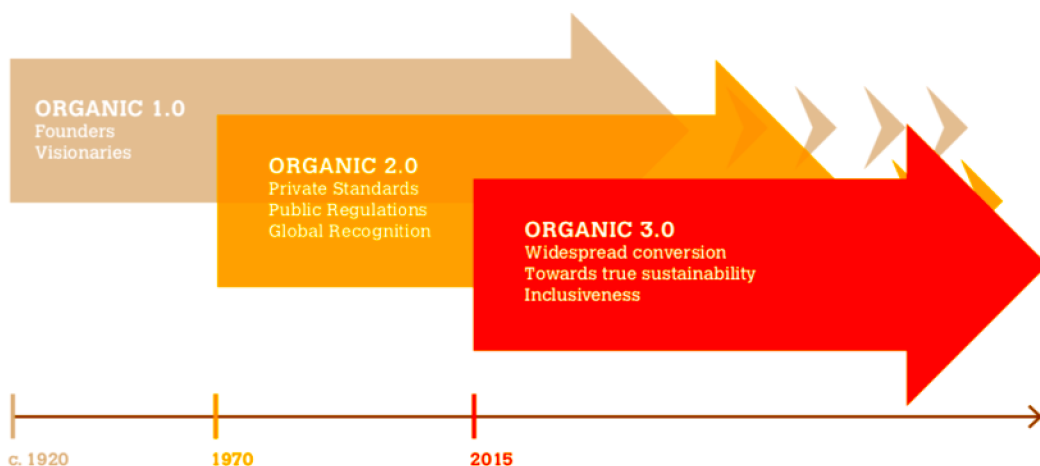 ORGANIC 1.0
Founders
Visionaries
ORGANIC 2.0
Private Standards
Public Regulations
Global Recognition
ORGANIC 3.0
Widespread conversion
Towards true sustainability
Inclusiveness
c. 1920
1970
2015